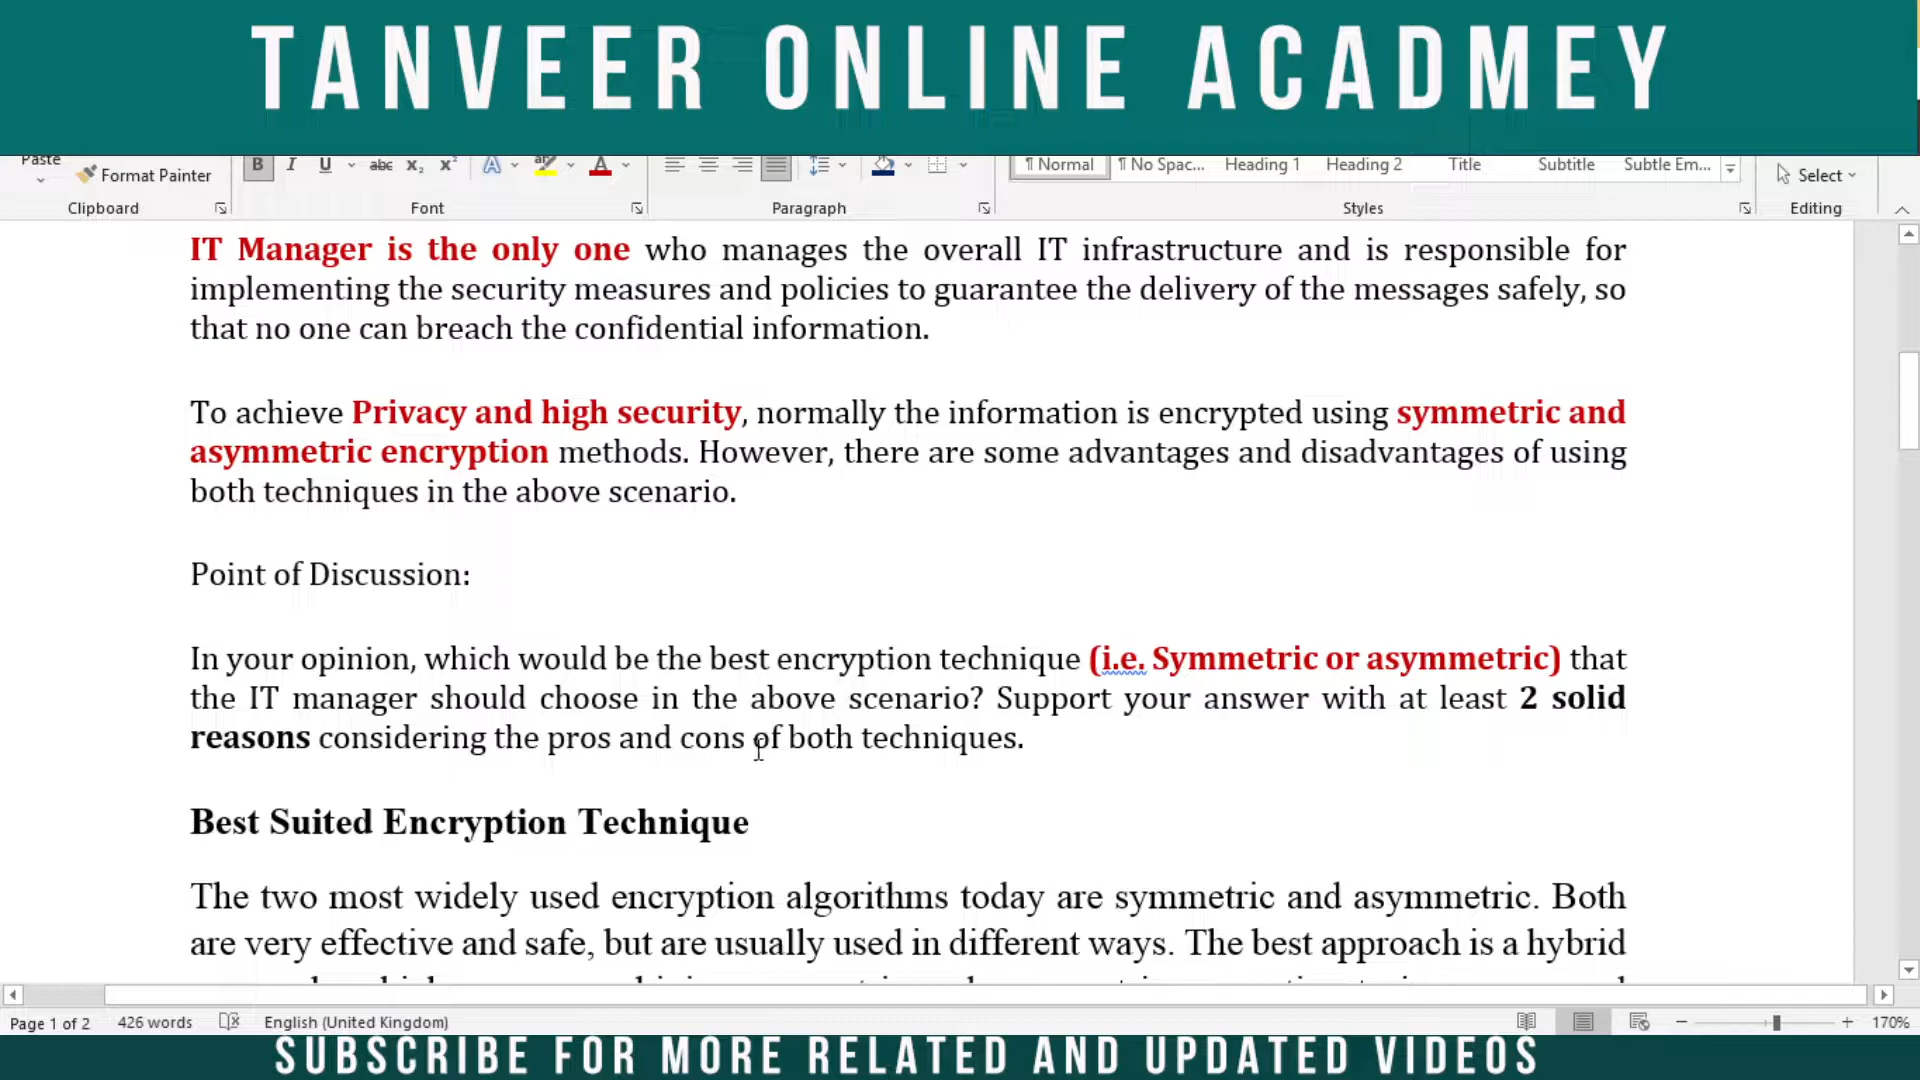 TANVEER ONLINE ACADMEY
Paste
Format Painter
B I U abc x₂ x² A A
¶ Normal ¶ No Spac... Heading 1 Heading 2 Title Subtitle Subtle Em...
Select
Clipboard Font Paragraph Styles Editing
IT Manager is the only one who manages the overall IT infrastructure and is responsible for
implementing the security measures and policies to guarantee the delivery of the messages safely, so
that no one can breach the confidential information.
To achieve Privacy and high security, normally the information is encrypted using symmetric and
asymmetric encryption methods. However, there are some advantages and disadvantages of using
both techniques in the above scenario.
Point of Discussion:
In your opinion, which would be the best encryption technique (i.e. Symmetric or asymmetric) that
the IT manager should choose in the above scenario? Support your answer with at least 2 solid
reasons considering the pros and cons of both techniques.
Best Suited Encryption Technique
The two most widely used encryption algorithms today are symmetric and asymmetric. Both
are very effective and safe, but are usually used in different ways. The best approach is a hybrid
Page 1 of 2 426 words English (United Kingdom) 170%
SUBSCRIBE FOR MORE RELATED AND UPDATED VIDEOS